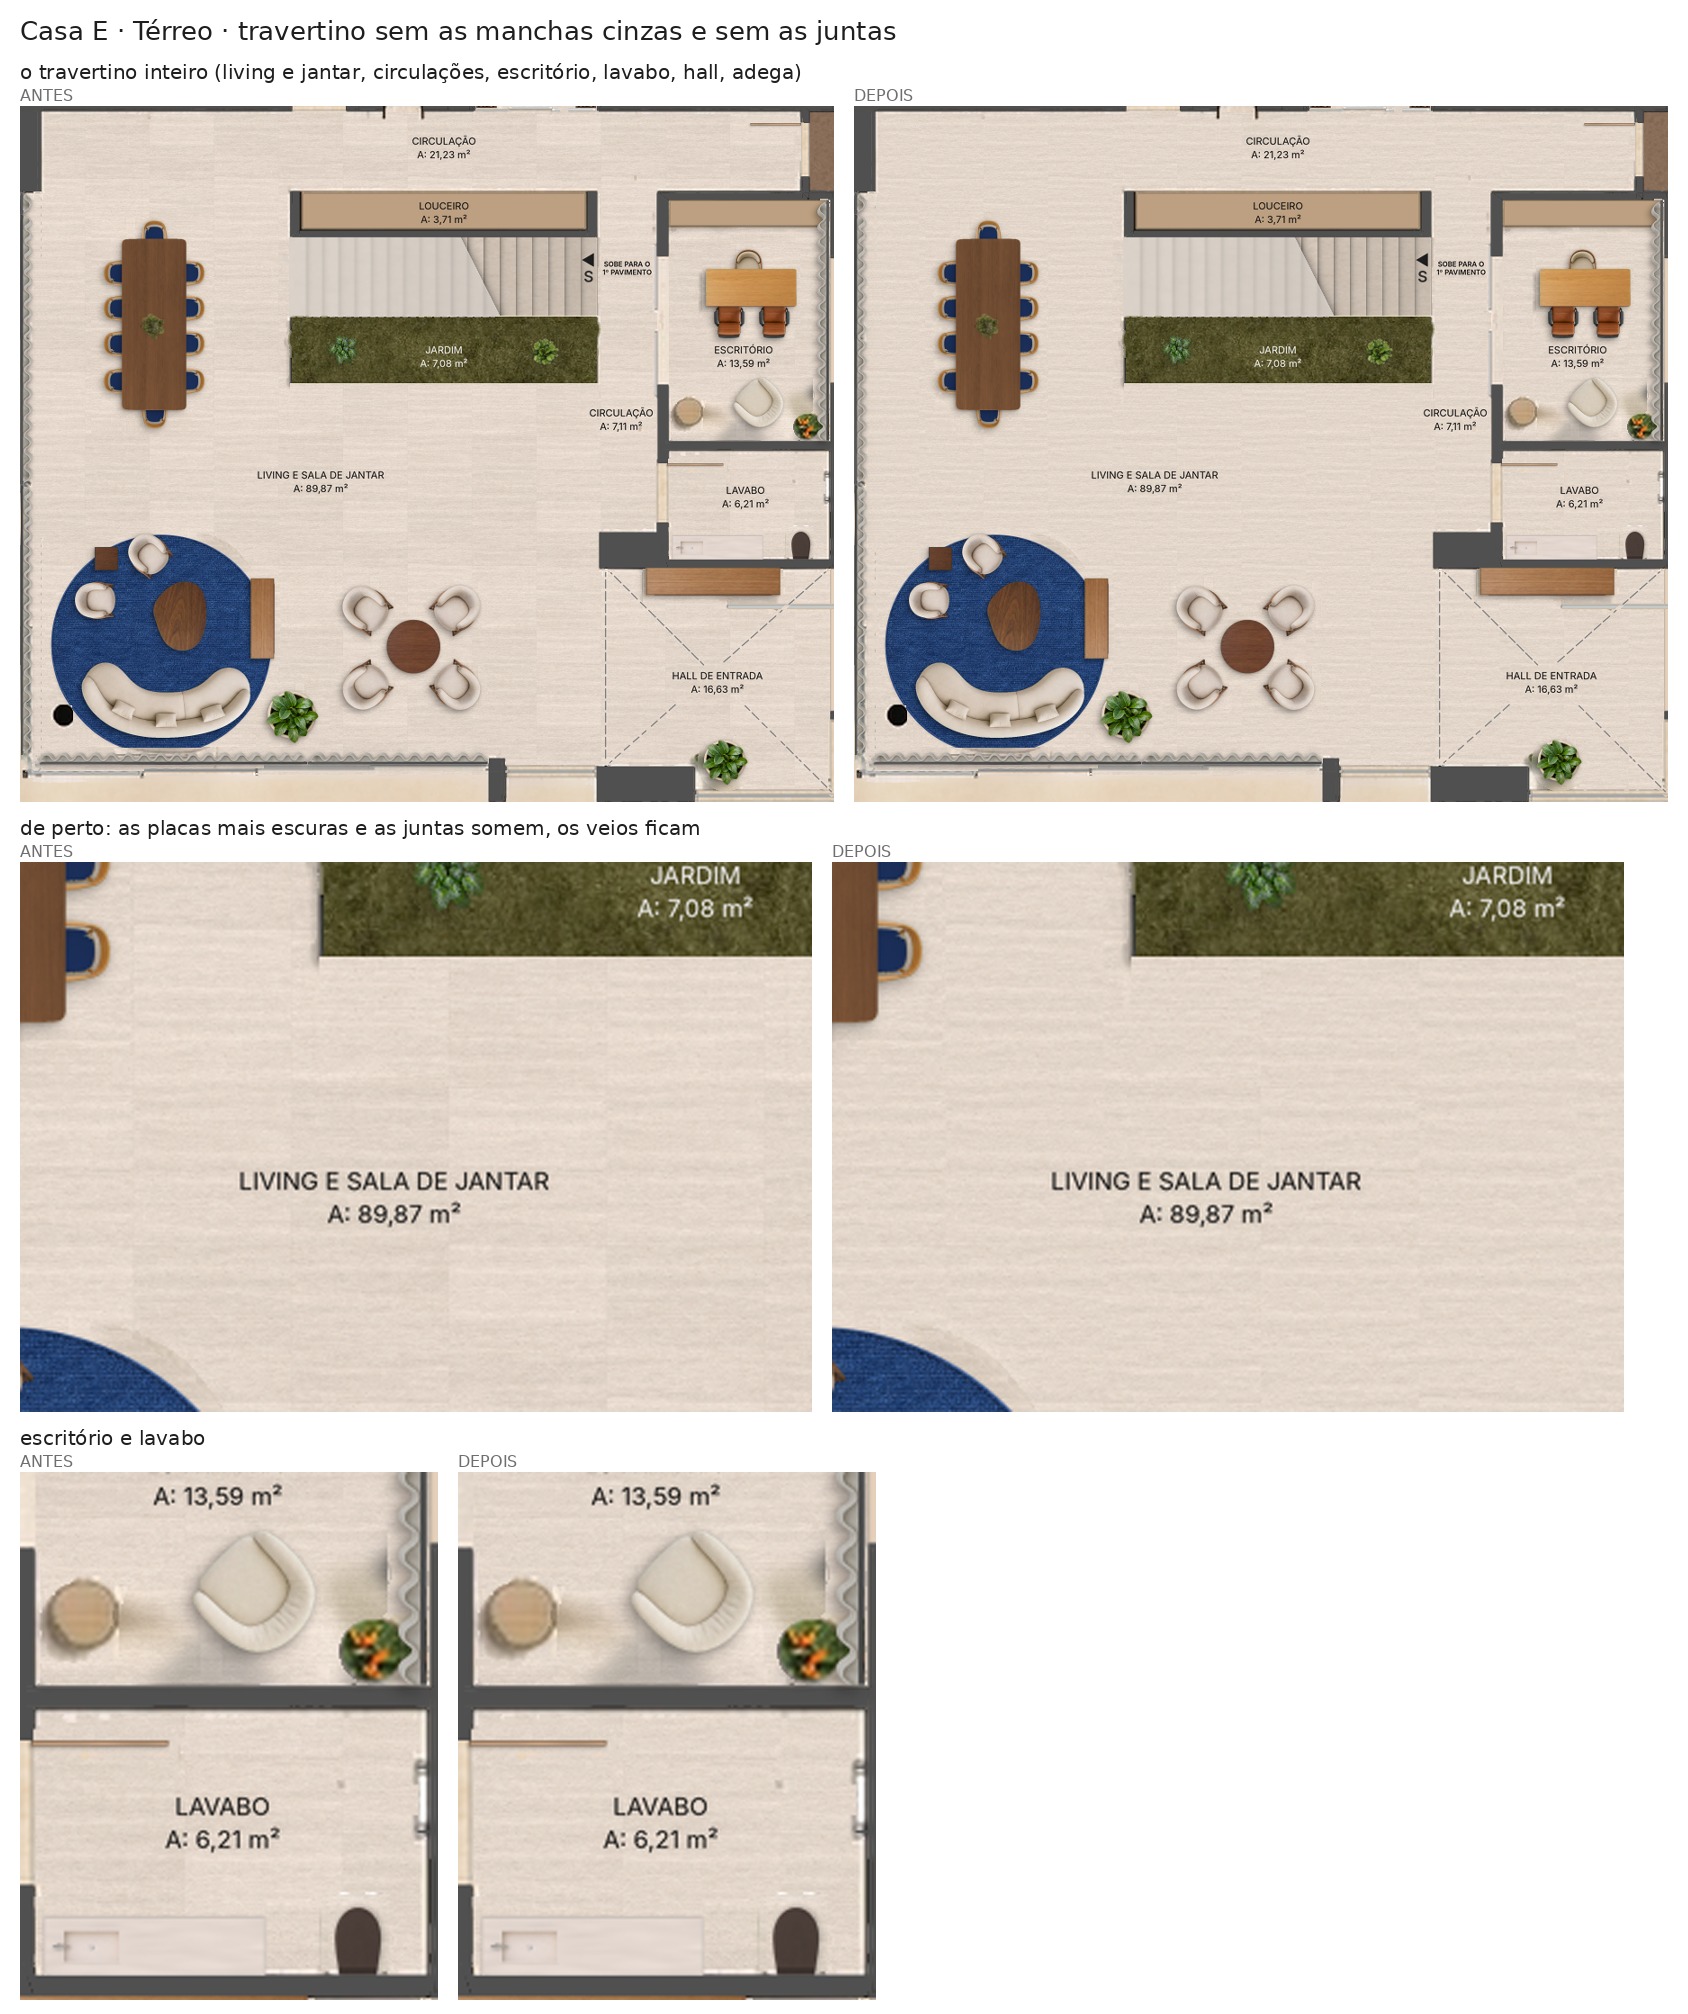 Casa E · Térreo · travertino sem as manchas cinzas e sem as juntas
o travertino inteiro (living e jantar, circulações, escritório, lavabo, hall, adega)
ANTES
CIRCULAÇÃO
A: 21,23 m²
LOUCEIRO
A: 3,71 m²
SOBE PARA O
1º PAVIMENTO
S
JARDIM
A: 7,08 m²
ESCRITÓRIO
A: 13,59 m²
CIRCULAÇÃO
A: 7,11 m²
LIVING E SALA DE JANTAR
A: 89,87 m²
LAVABO
A: 6,21 m²
HALL DE ENTRADA
A: 16,63 m²
DEPOIS
CIRCULAÇÃO
A: 21,23 m²
LOUCEIRO
A: 3,71 m²
SOBE PARA O
1º PAVIMENTO
S
JARDIM
A: 7,08 m²
ESCRITÓRIO
A: 13,59 m²
CIRCULAÇÃO
A: 7,11 m²
LIVING E SALA DE JANTAR
A: 89,87 m²
LAVABO
A: 6,21 m²
HALL DE ENTRADA
A: 16,63 m²
de perto: as placas mais escuras e as juntas somem, os veios ficam
ANTES
JARDIM
A: 7,08 m²
LIVING E SALA DE JANTAR
A: 89,87 m²
DEPOIS
JARDIM
A: 7,08 m²
LIVING E SALA DE JANTAR
A: 89,87 m²
escritório e lavabo
ANTES
A: 13,59 m²
LAVABO
A: 6,21 m²
DEPOIS
A: 13,59 m²
LAVABO
A: 6,21 m²